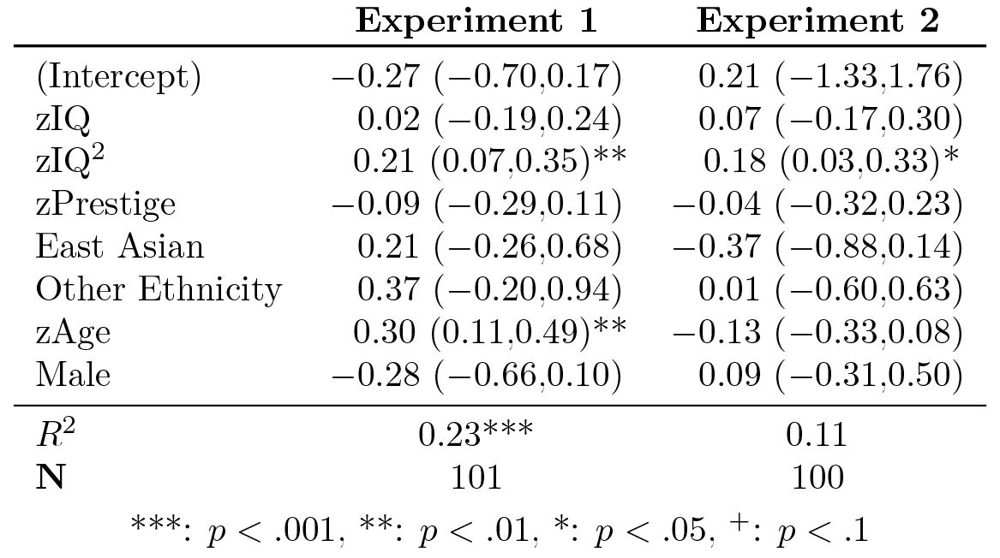 Experiment 1 Experiment 2
(Intercept) −0.27 (−0.70,0.17) 0.21 (−1.33,1.76)
zIQ 0.02 (−0.19,0.24) 0.07 (−0.17,0.30)
zIQ² 0.21 (0.07,0.35)** 0.18 (0.03,0.33)*
zPrestige −0.09 (−0.29,0.11) −0.04 (−0.32,0.23)
East Asian 0.21 (−0.26,0.68) −0.37 (−0.88,0.14)
Other Ethnicity 0.37 (−0.20,0.94) 0.01 (−0.60,0.63)
zAge 0.30 (0.11,0.49)** −0.13 (−0.33,0.08)
Male −0.28 (−0.66,0.10) 0.09 (−0.31,0.50)
R² 0.23*** 0.11
N 101 100
***: p < .001, **: p < .01, *: p < .05, ⁺: p < .1